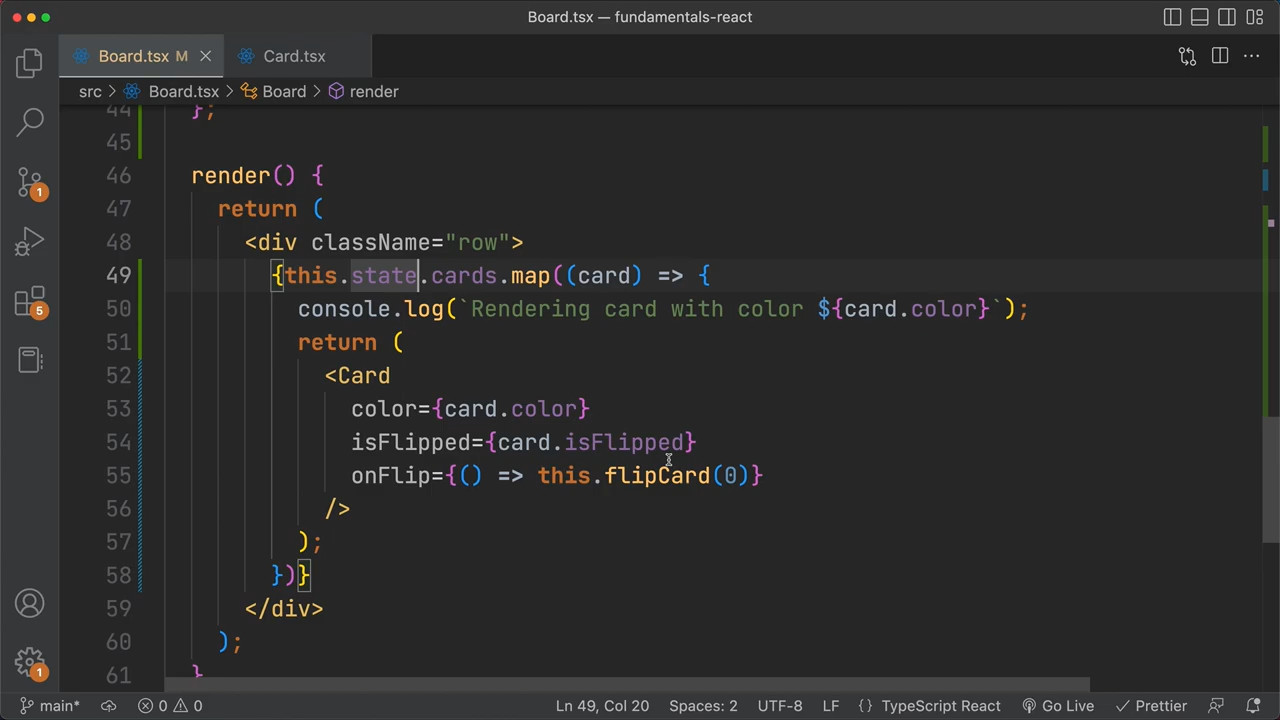 Board.tsx — fundamentals-react
Board.tsx M
Card.tsx
src > Board.tsx > Board > render
44 };
45
46 render() {
47 return (
48 <div className="row">
49 {this.state.cards.map((card) => {
50 console.log(`Rendering card with color ${card.color}`);
51 return (
52 <Card
53 color={card.color}
54 isFlipped={card.isFlipped}
55 onFlip={() => this.flipCard(0)}
56 />
57 );
58 })}
59 </div>
60 );
61 }
1
5
1
main* 0 0 Ln 49, Col 20 Spaces: 2 UTF-8 LF {} TypeScript React Go Live Prettier